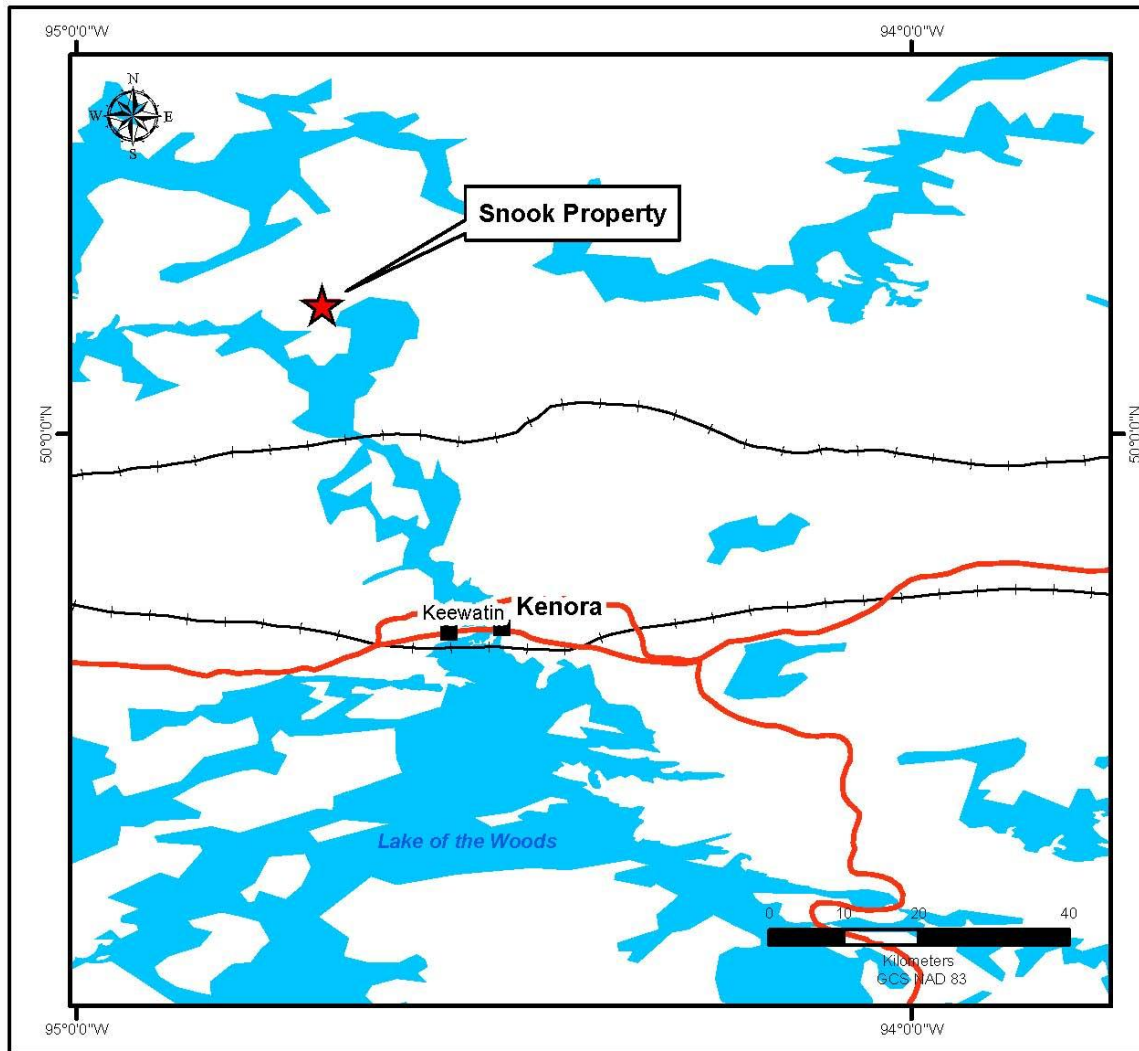 95°0'0"W
94°0'0"W
N
W
E
S
Snook Property
50°0'0"N
50°0'0"N
Keewatin
Kenora
Lake of the Woods
0
10
20
40
Kilometers
GCS NAD 83
95°0'0"W
94°0'0"W